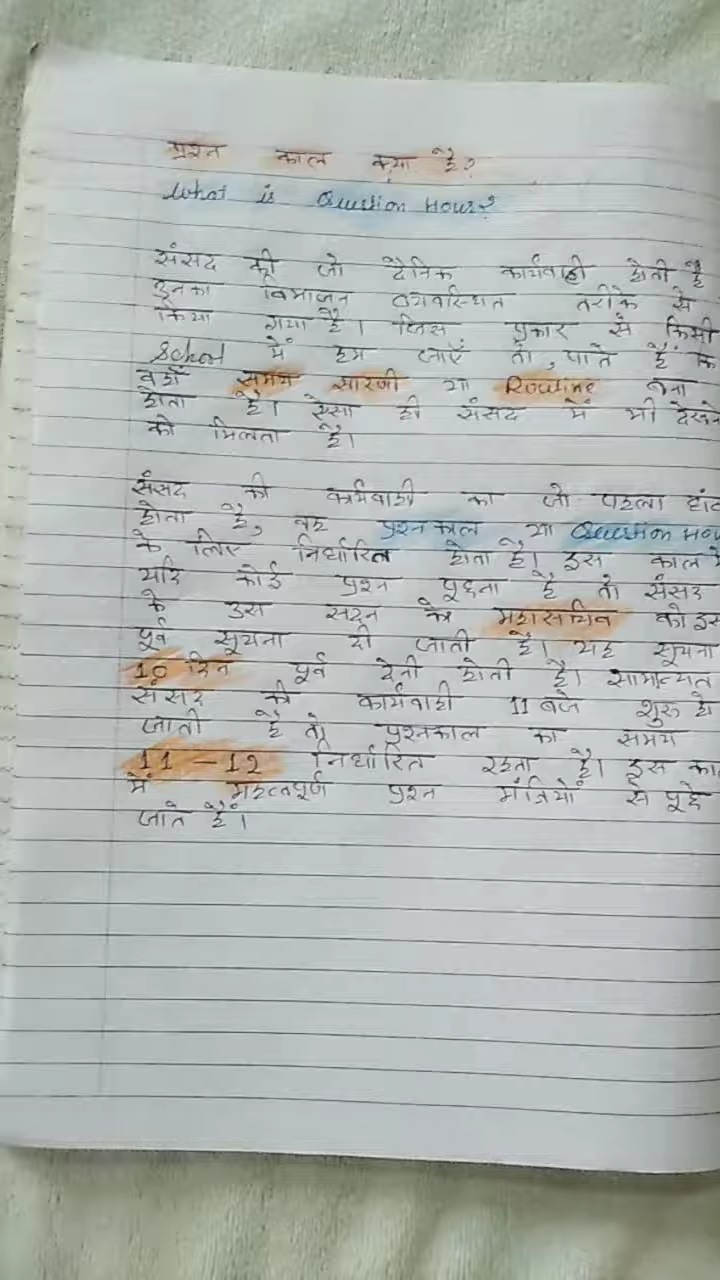 प्रश्न काल क्या है?
What is Question Hour?
संसद की जो दैनिक कार्यवाही होती है
उनका विभाजन व्यवस्थित तरीके से
किया गया है। जिस प्रकार से किसी
School में हम जाएँ तो, पाते हैं कि
वहाँ समय सारणी या Routine बना
होता है। ऐसा ही संसद में भी देखने
को मिलता है।
संसद की कार्यवाही का जो पहला घंट
होता है, वह प्रश्नकाल या Question Hou
के लिए निर्धारित होता है। इस काल में
यदि कोई प्रश्न पूछना है तो संसद
के उस सदन के महासचिव को इस
पूर्व सूचना दी जाती है। यह सूचना
10 दिन पूर्व देनी होती है। सामान्यत
संसद की कार्यवाही 11 बजे शुरू हो
जाती है तो प्रश्नकाल का समय
11 - 12 निर्धारित रहता है। इस काल
में महत्वपूर्ण प्रश्न मंत्रियों से पूछे
जाते हैं।